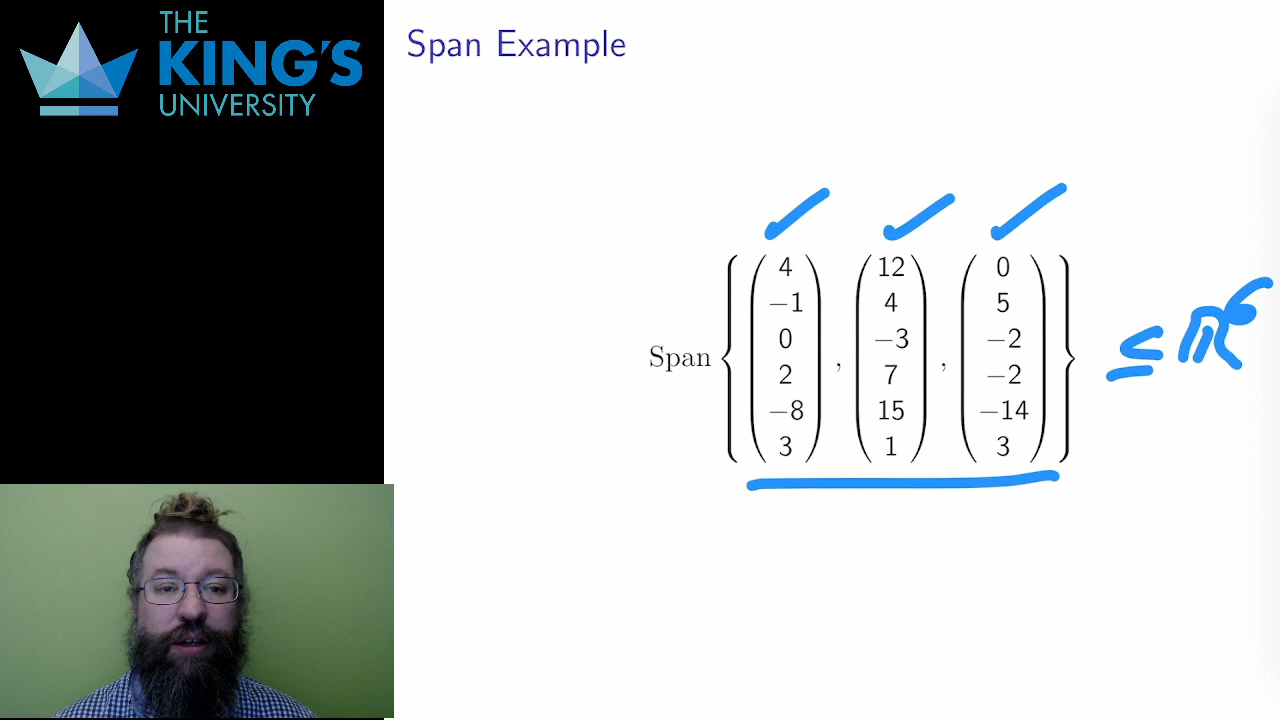 THE
KING'S
UNIVERSITY
Span Example
Span { ( 4 −1 0 2 −8 3 ) , ( 12 4 −3 7 15 1 ) , ( 0 5 −2 −2 −14 3 ) } ≤ ℝ⁶